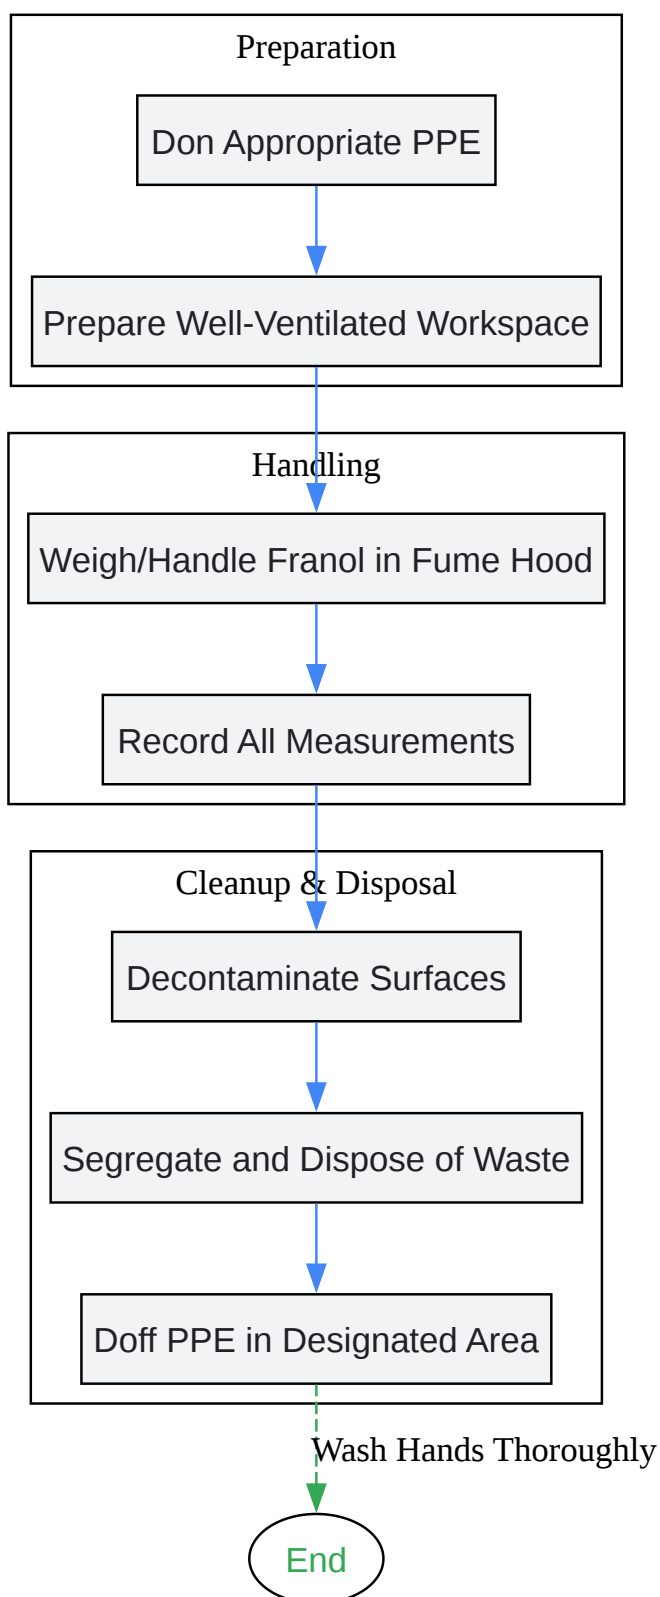 Preparation
Don Appropriate PPE
Prepare Well-Ventilated Workspace
Handling
Weigh/Handle Franol in Fume Hood
Record All Measurements
Cleanup & Disposal
Decontaminate Surfaces
Segregate and Dispose of Waste
Doff PPE in Designated Area
Wash Hands Thoroughly
End